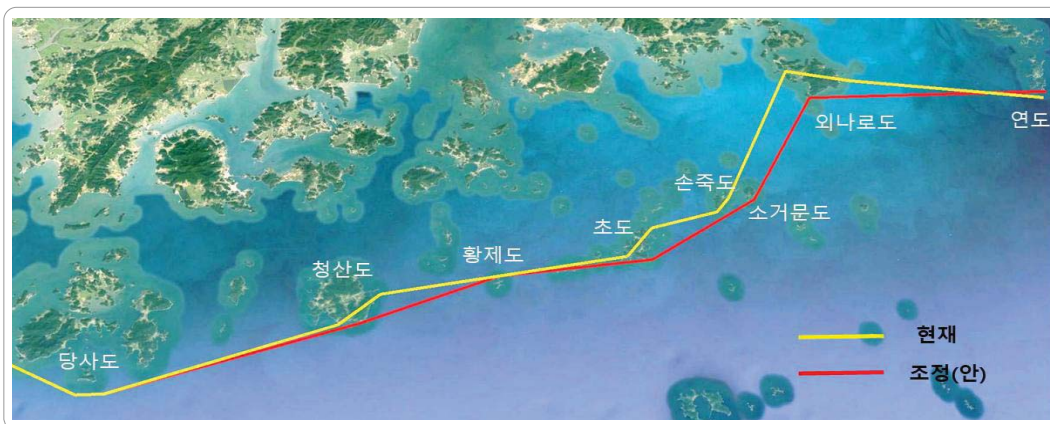 외나로도
연도
손죽도
소거문도
초도
황제도
청산도
당사도
현재
조정(안)